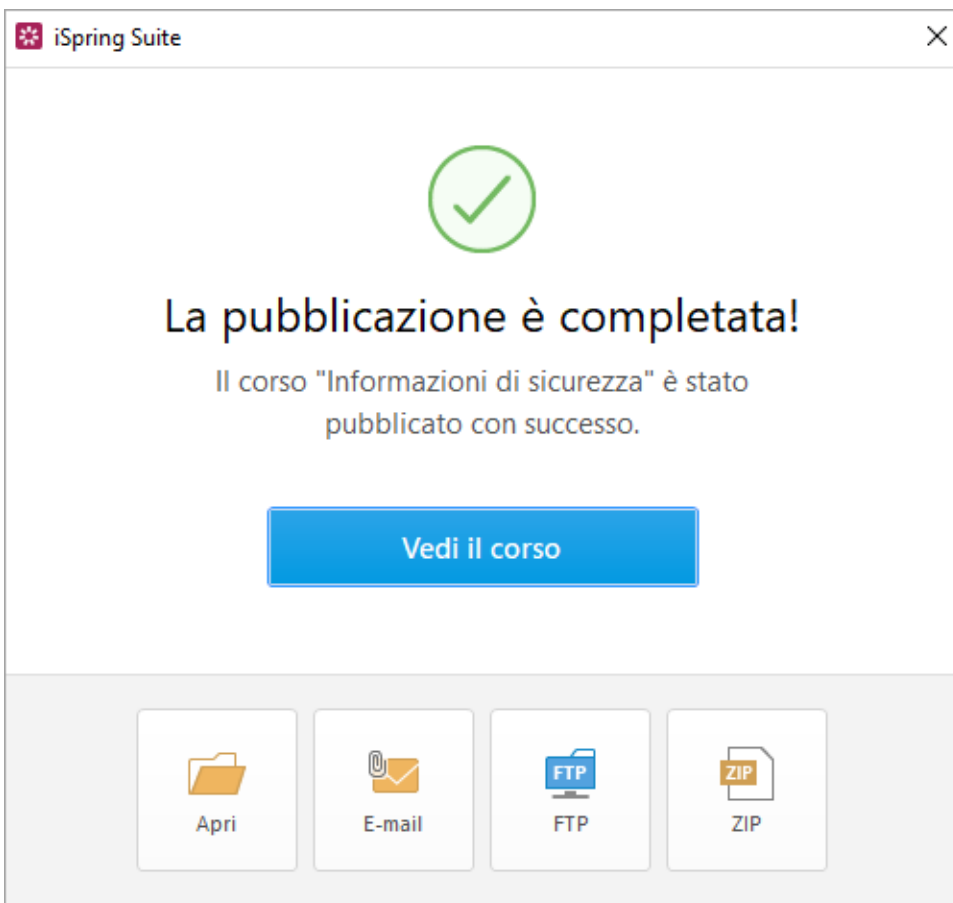 iSpring Suite
La pubblicazione è completata!
Il corso "Informazioni di sicurezza" è stato
pubblicato con successo.
Vedi il corso
FTP
ZIP
Apri
E-mail
FTP
ZIP